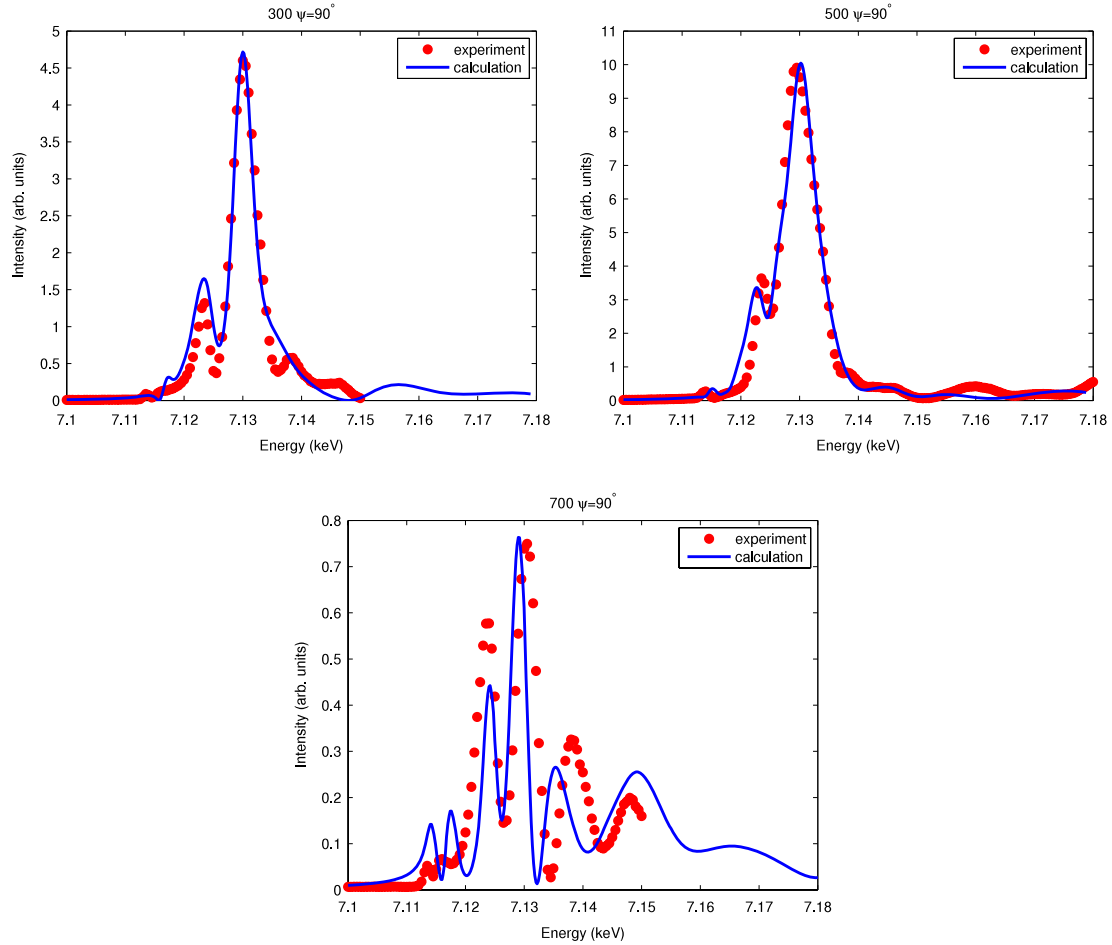 300 ψ=90°
5
4.5
4
3.5
3
2.5
2
1.5
1
0.5
0
Intensity (arb. units)
experiment
calculation
7.1 7.11 7.12 7.13 7.14 7.15 7.16 7.17 7.18
Energy (keV)
500 ψ=90°
11
10
9
8
7
6
5
4
3
2
1
0
Intensity (arb. units)
experiment
calculation
7.1 7.11 7.12 7.13 7.14 7.15 7.16 7.17 7.18
Energy (keV)
700 ψ=90°
0.8
0.7
0.6
0.5
0.4
0.3
0.2
0.1
0
Intensity (arb. units)
experiment
calculation
7.1 7.11 7.12 7.13 7.14 7.15 7.16 7.17 7.18
Energy (keV)